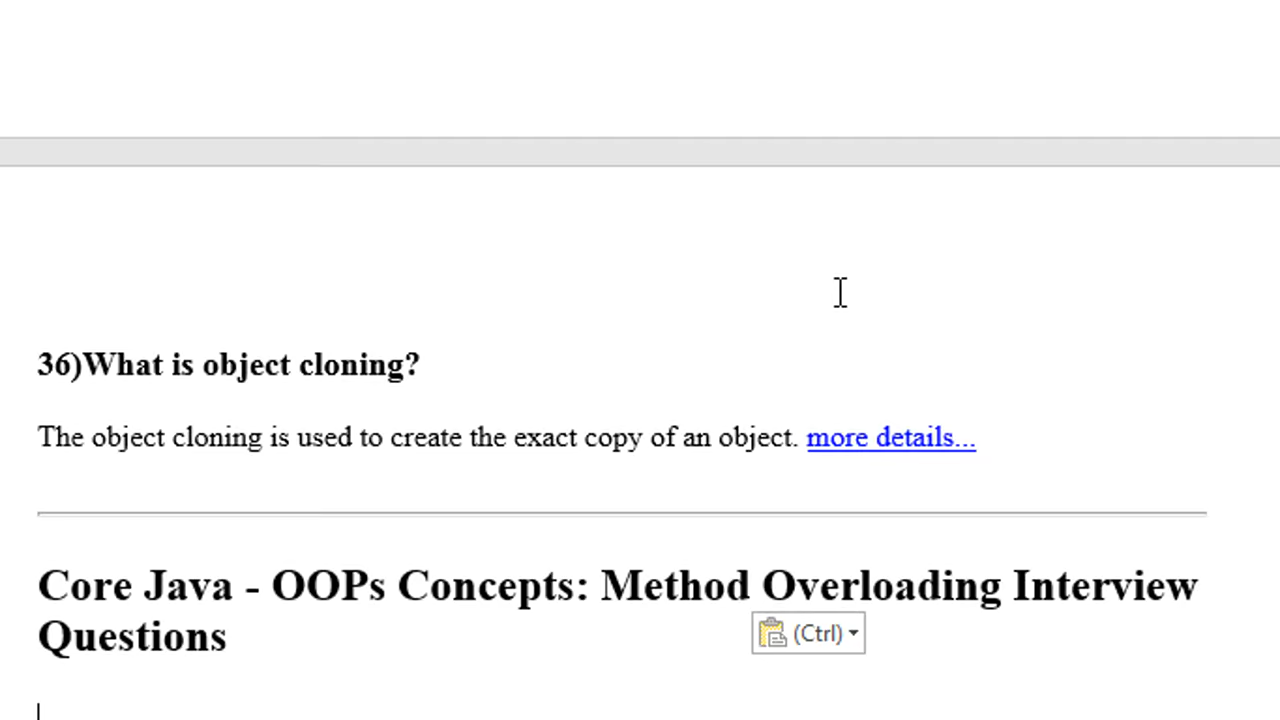 36)What is object cloning?
The object cloning is used to create the exact copy of an object. more details...
Core Java - OOPs Concepts: Method Overloading Interview
Questions
(Ctrl)